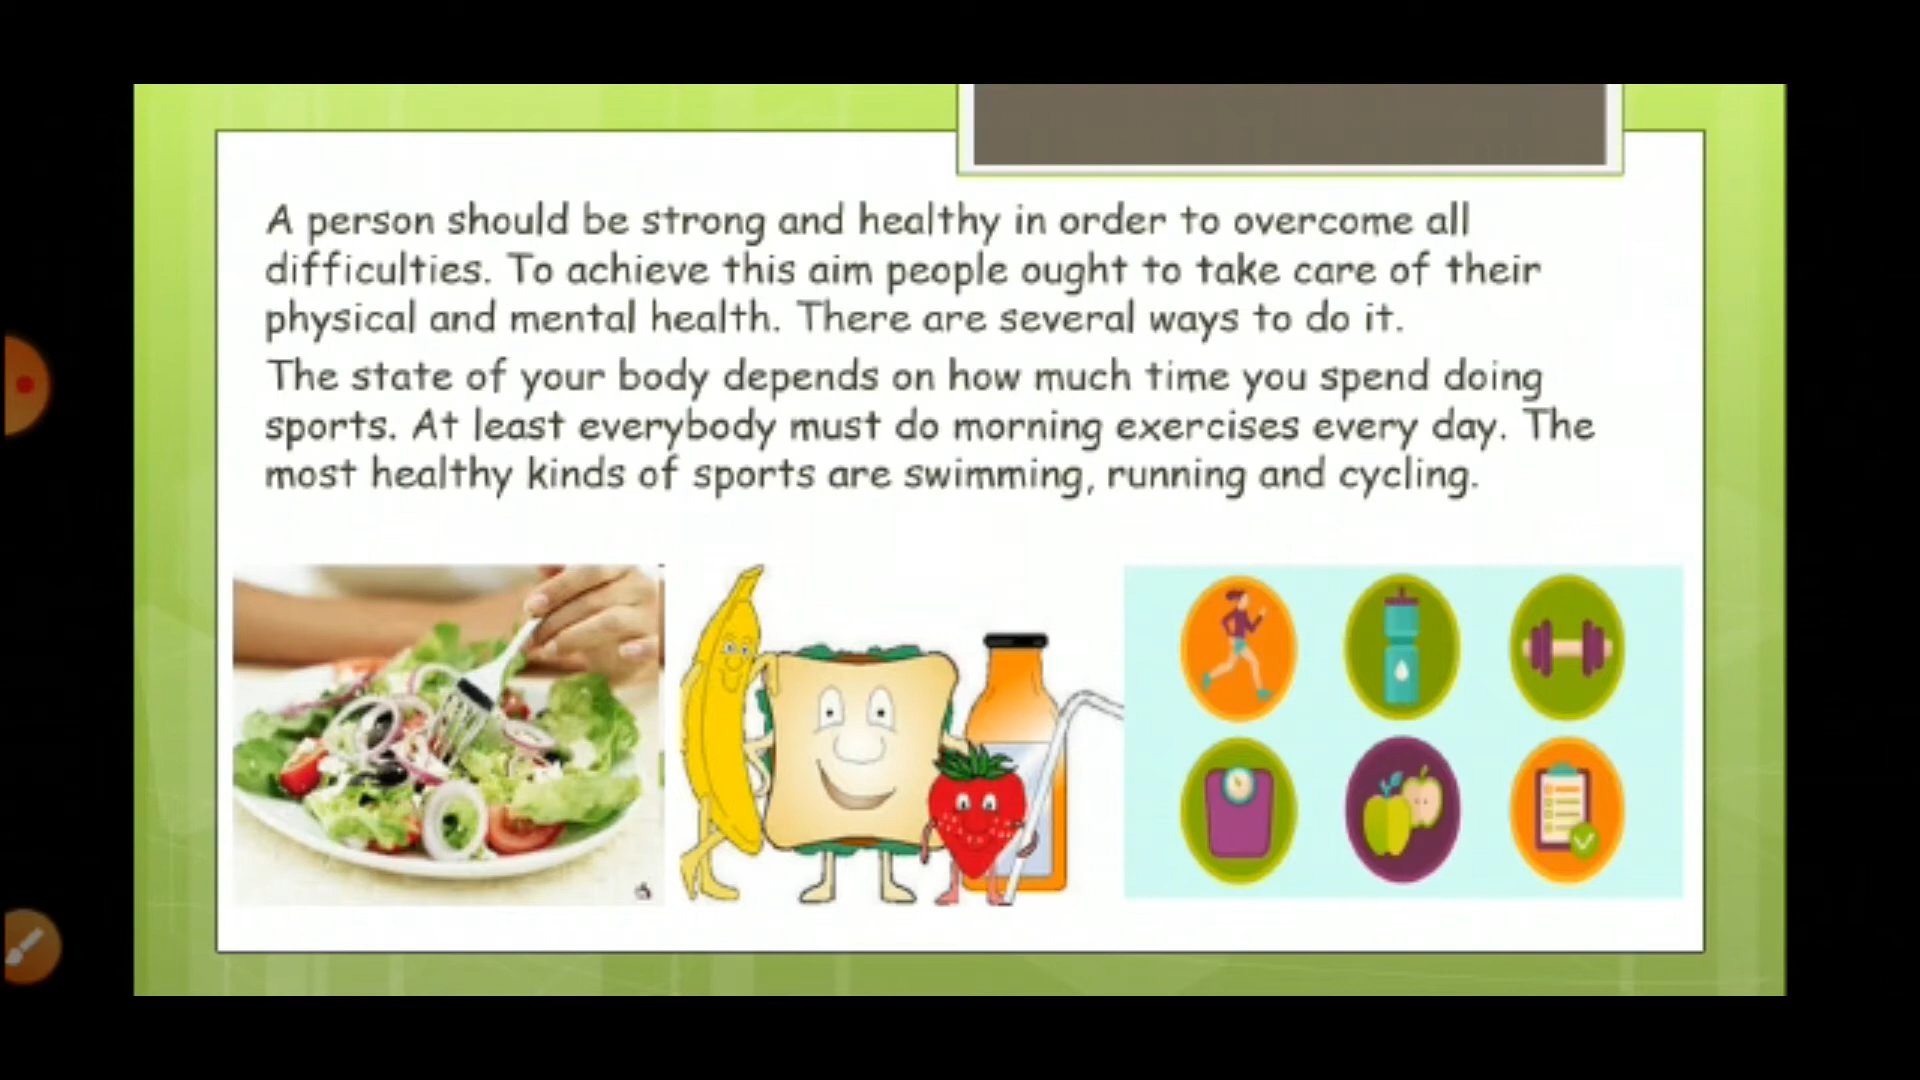 A person should be strong and healthy in order to overcome all
difficulties. To achieve this aim people ought to take care of their
physical and mental health. There are several ways to do it.
The state of your body depends on how much time you spend doing
sports. At least everybody must do morning exercises every day. The
most healthy kinds of sports are swimming, running and cycling.